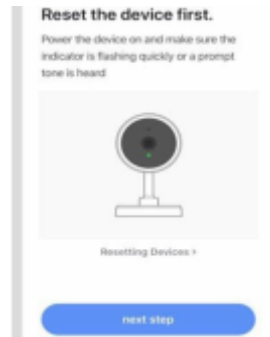 Reset the device first.
Power the device on and make sure the
indicator is flashing quickly or a prompt
tone is heard
Resetting Devices >
next step